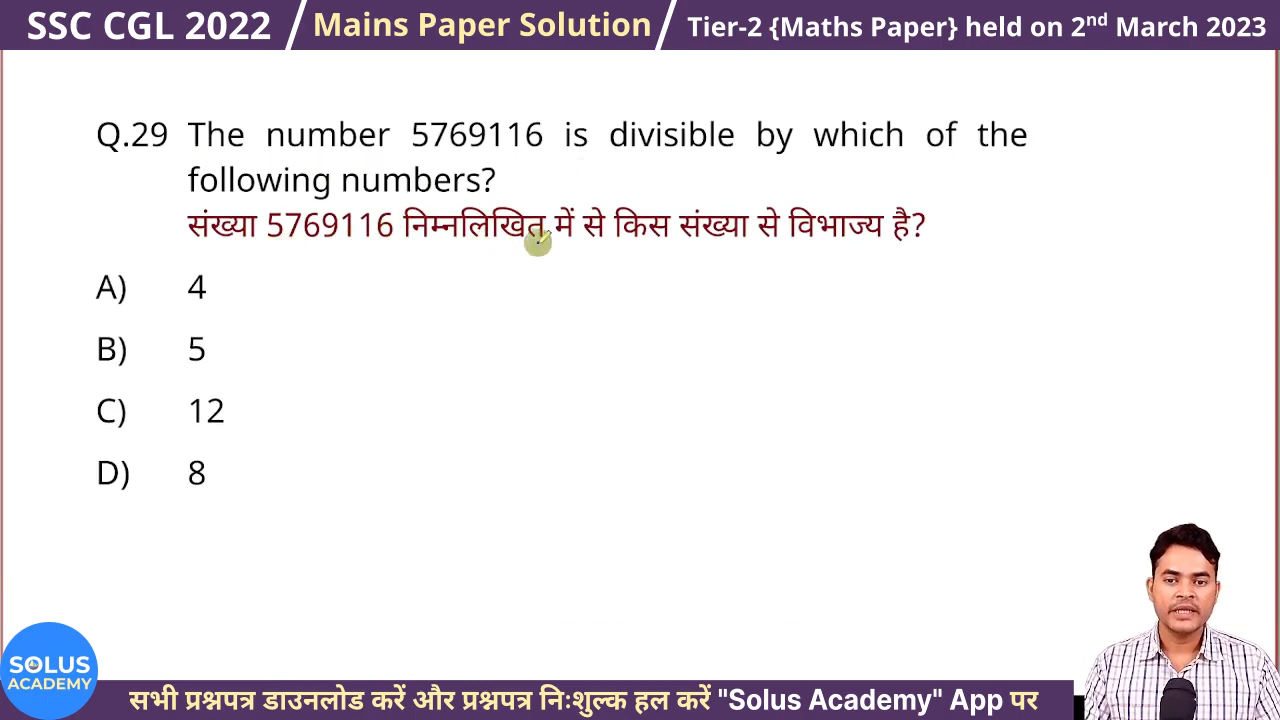 SSC CGL 2022 / Mains Paper Solution / Tier-2 {Maths Paper} held on 2nd March 2023
Q.29 The number 5769116 is divisible by which of the
following numbers?
संख्या 5769116 निम्नलिखित में से किस संख्या से विभाज्य है?
A) 4
B) 5
C) 12
D) 8
SOLUS
ACADEMY
सभी प्रश्नपत्र डाउनलोड करें और प्रश्नपत्र निःशुल्क हल करें "Solus Academy" App पर